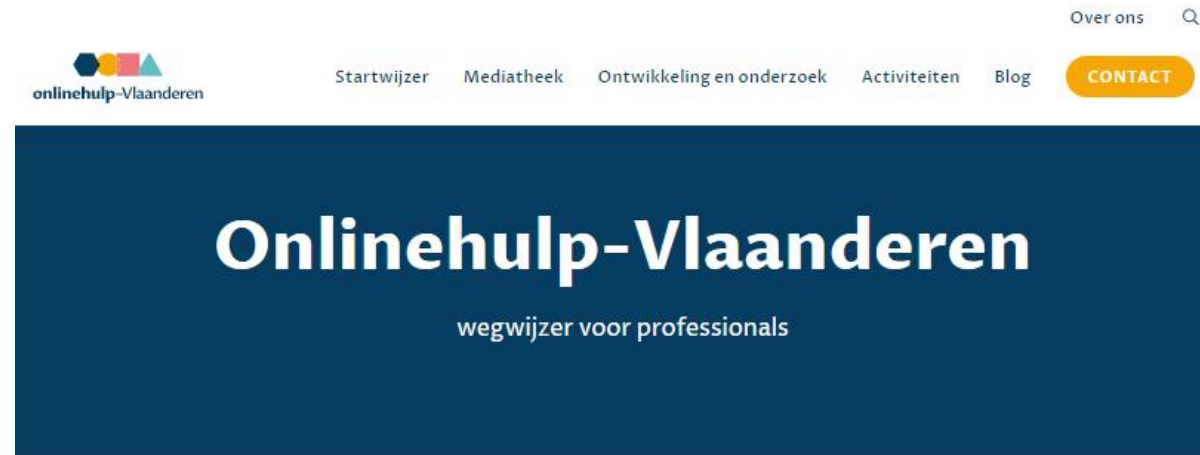 Over ons
onlinehulp-Vlaanderen
Startwijzer Mediatheek Ontwikkeling en onderzoek Activiteiten Blog CONTACT
Onlinehulp-Vlaanderen
wegwijzer voor professionals